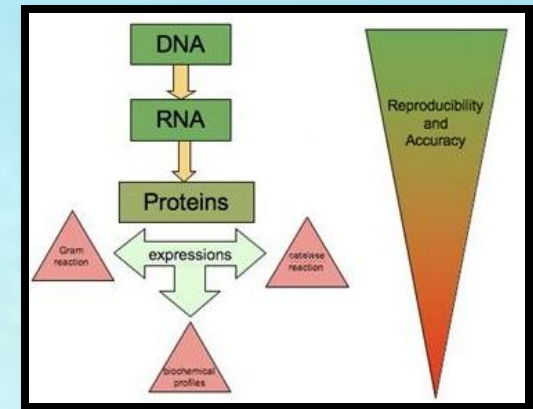 DNA
RNA
Reproducibility
and
Accuracy
Proteins
expressions
Gram
reaction
catalase
reaction
biochemical
profiles